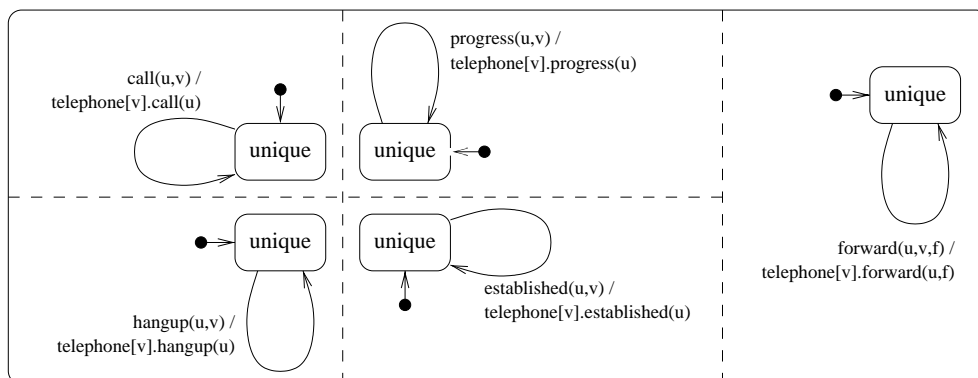 call(u,v) /
telephone[v].call(u)
unique
progress(u,v) /
telephone[v].progress(u)
unique
unique
forward(u,v,f) /
telephone[v].forward(u,f)
unique
hangup(u,v) /
telephone[v].hangup(u)
unique
established(u,v) /
telephone[v].established(u)